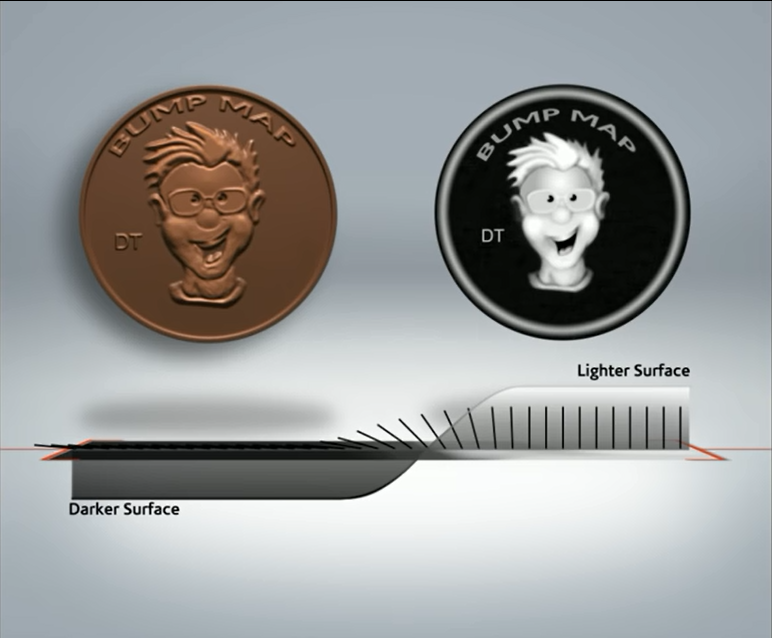 BUMP MAP
DT
BUMP MAP
DT
Lighter Surface
Darker Surface